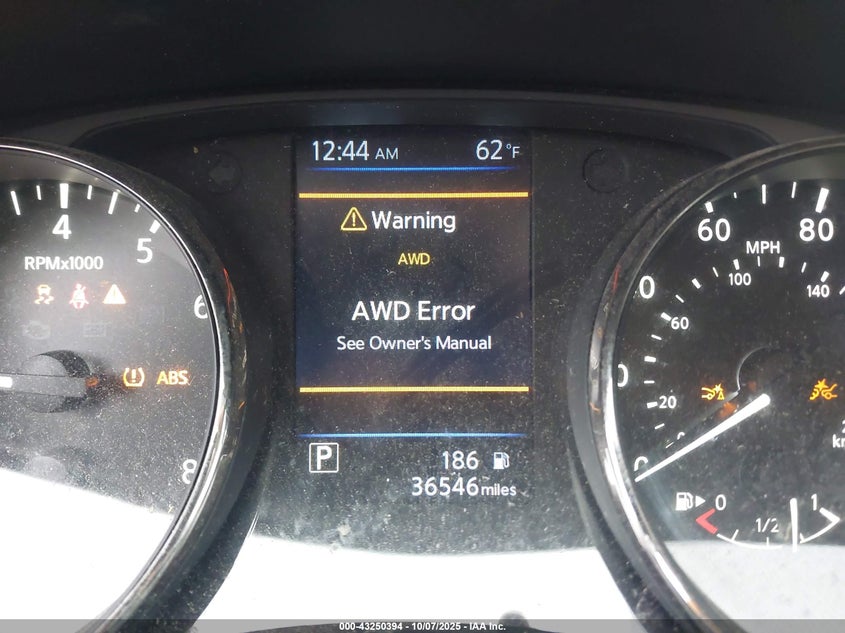 12:44 AM 62°F
Warning
AWD
AWD Error
See Owner's Manual
P 186
36546 miles
4
5
RPMx1000
6
ABS
8
60 80
MPH
100
140
60
20
0 1/2 1
000-43250394 - 10/07/2025 - IAA Inc.